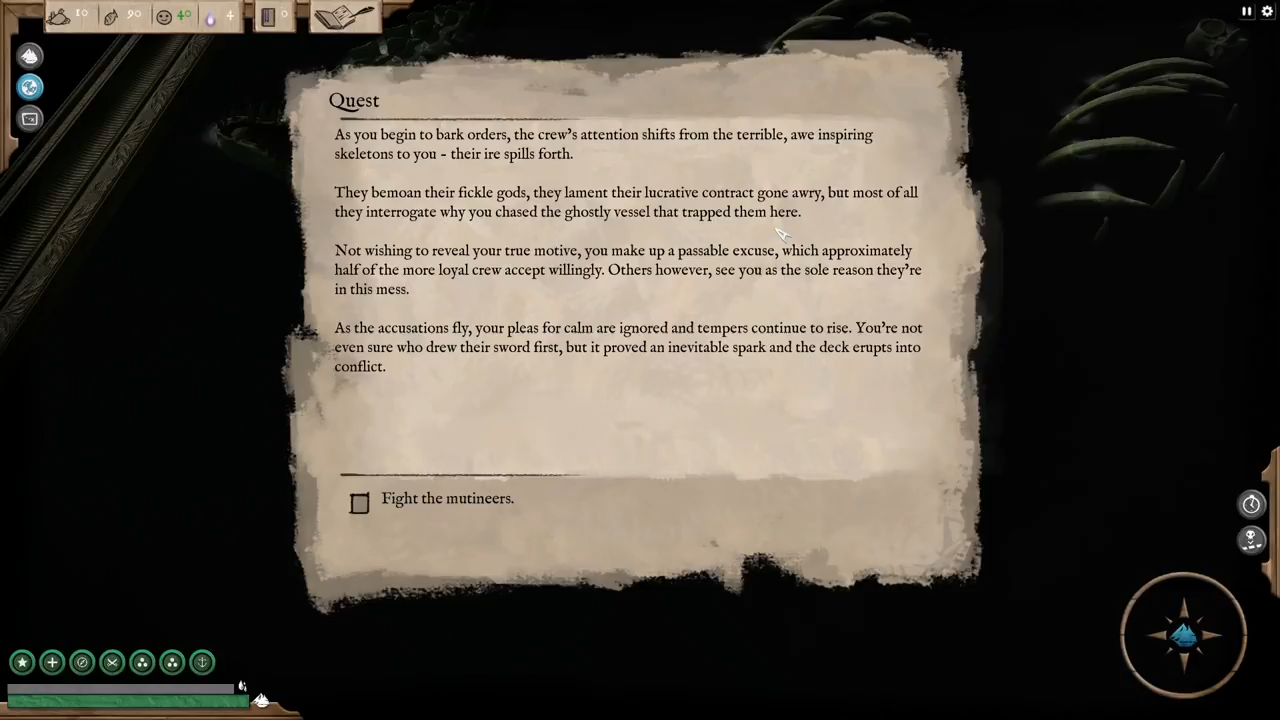 10 90 40 4 0
Quest
As you begin to bark orders, the crew's attention shifts from the terrible, awe inspiring
skeletons to you - their ire spills forth.
They bemoan their fickle gods, they lament their lucrative contract gone awry, but most of all
they interrogate why you chased the ghostly vessel that trapped them here.
Not wishing to reveal your true motive, you make up a passable excuse, which approximately
half of the more loyal crew accept willingly. Others however, see you as the sole reason they're
in this mess.
As the accusations fly, your pleas for calm are ignored and tempers continue to rise. You're not
even sure who drew their sword first, but it proved an inevitable spark and the deck erupts into
conflict.
Fight the mutineers.